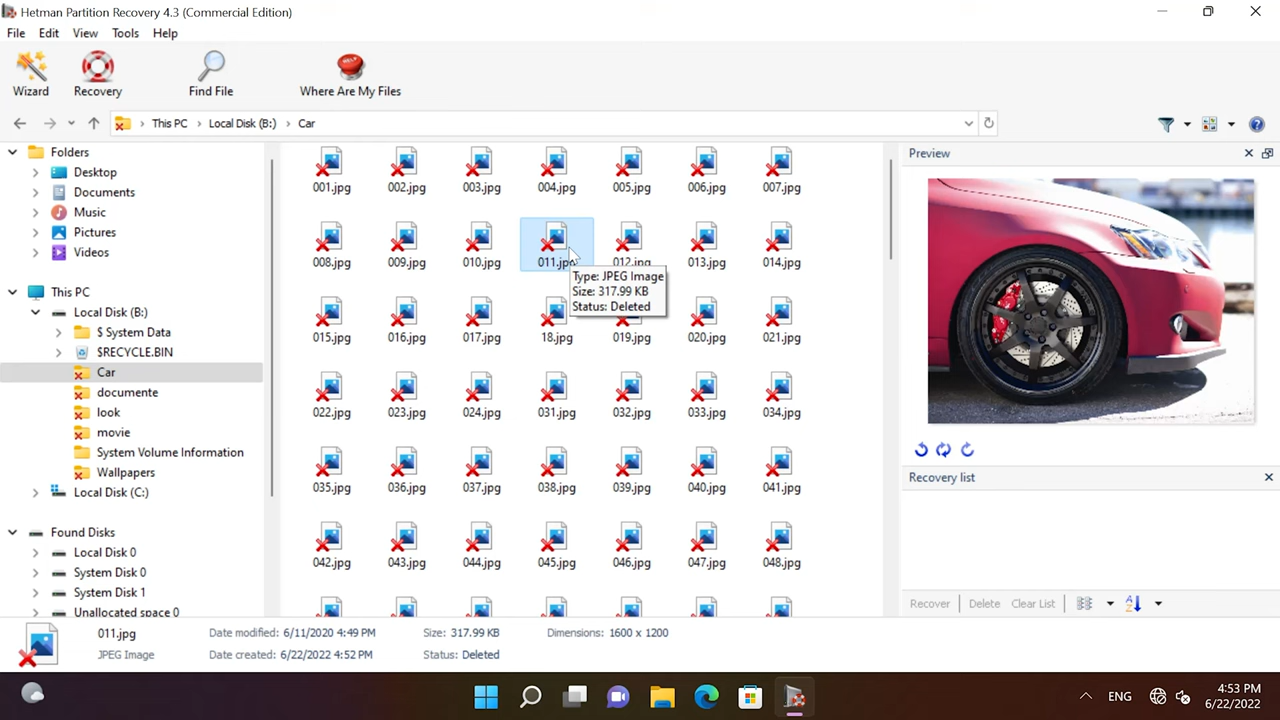 Hetman Partition Recovery 4.3 (Commercial Edition)
File Edit View Tools Help
Wizard Recovery Find File Where Are My Files
This PC Local Disk (B:) Car
Folders
Desktop
Documents
Music
Pictures
Videos
This PC
Local Disk (B:)
$ System Data
$RECYCLE.BIN
Car
documente
look
movie
System Volume Information
Wallpapers
Local Disk (C:)
Found Disks
Local Disk 0
System Disk 0
System Disk 1
Unallocated space 0
001.jpg 002.jpg 003.jpg 004.jpg 005.jpg 006.jpg 007.jpg
008.jpg 009.jpg 010.jpg 011.jpg 012.jpg 013.jpg 014.jpg
Type: JPEG Image
Size: 317.99 KB
Status: Deleted
015.jpg 016.jpg 017.jpg 18.jpg 019.jpg 020.jpg 021.jpg
022.jpg 023.jpg 024.jpg 031.jpg 032.jpg 033.jpg 034.jpg
035.jpg 036.jpg 037.jpg 038.jpg 039.jpg 040.jpg 041.jpg
042.jpg 043.jpg 044.jpg 045.jpg 046.jpg 047.jpg 048.jpg
Preview
Recovery list
Recover Delete Clear List
011.jpg Date modified: 6/11/2020 4:49 PM Size: 317.99 KB Dimensions: 1600 x 1200
JPEG Image Date created: 6/22/2022 4:52 PM Status: Deleted
ENG
4:53 PM
6/22/2022